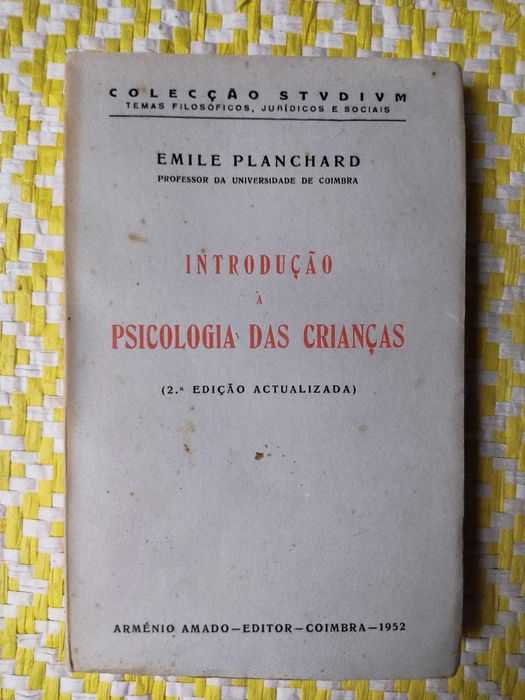 COLECÇÃO STVDIVM
TEMAS FILOSÓFICOS, JURÍDICOS E SOCIAIS
EMILE PLANCHARD
PROFESSOR DA UNIVERSIDADE DE COIMBRA
INTRODUÇÃO
À
PSICOLOGIA DAS CRIANÇAS
(2.ª EDIÇÃO ACTUALIZADA)
ARMÉNIO AMADO—EDITOR—COIMBRA—1952